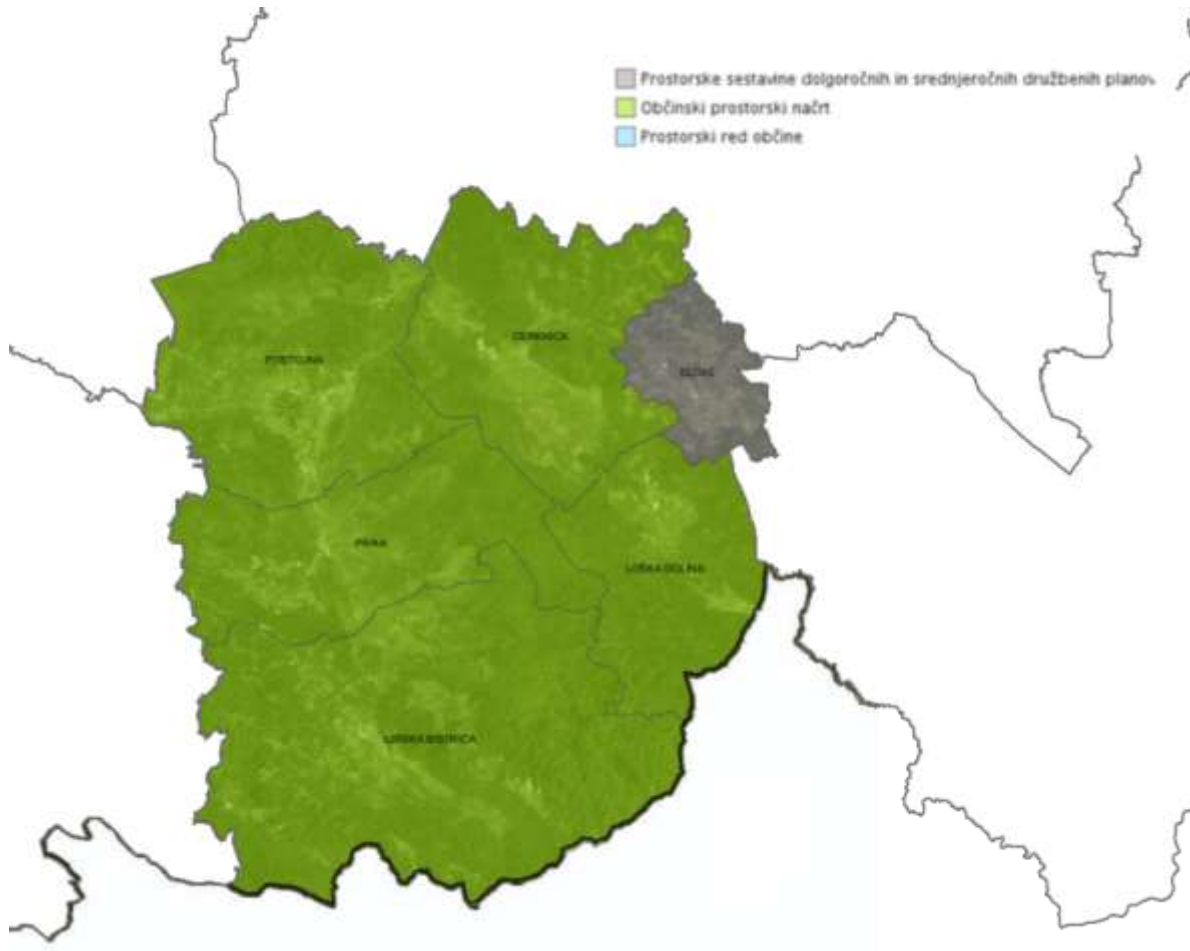 Prostorske sestavine dolgoročnih in srednjeročnih družbenih planov
Občinski prostorski načrt
Prostorski red občine
CERKNICA
POSTOJNA
BLOKE
PIVKA
LOŠKA DOLINA
ILIRSKA BISTRICA